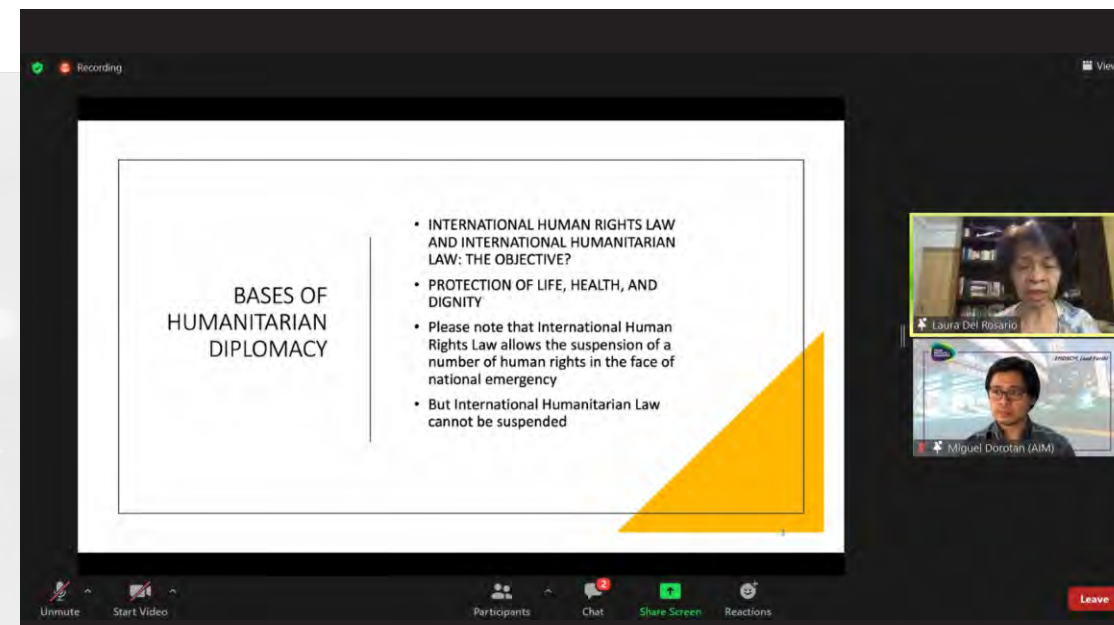 Recording
View
BASES OF
HUMANITARIAN
DIPLOMACY
• INTERNATIONAL HUMAN RIGHTS LAW
AND INTERNATIONAL HUMANITARIAN
LAW: THE OBJECTIVE?
• PROTECTION OF LIFE, HEALTH, AND
DIGNITY
• Please note that International Human
Rights Law allows the suspension of a
number of human rights in the face of
national emergency
• But International Humanitarian Law
cannot be suspended
3
Laura Del Rosario
Miguel Dorotan (AIM)
Unmute
Start Video
Participants
2
Chat
Share Screen
Reactions
Leave